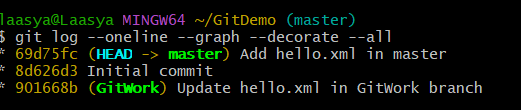 laasya@Laasya MINGW64 ~/GitDemo (master)
$ git log --oneline --graph --decorate --all
* 69d75fc (HEAD -> master) Add hello.xml in master
* 8d626d3 Initial commit
* 901668b (GitWork) Update hello.xml in GitWork branch